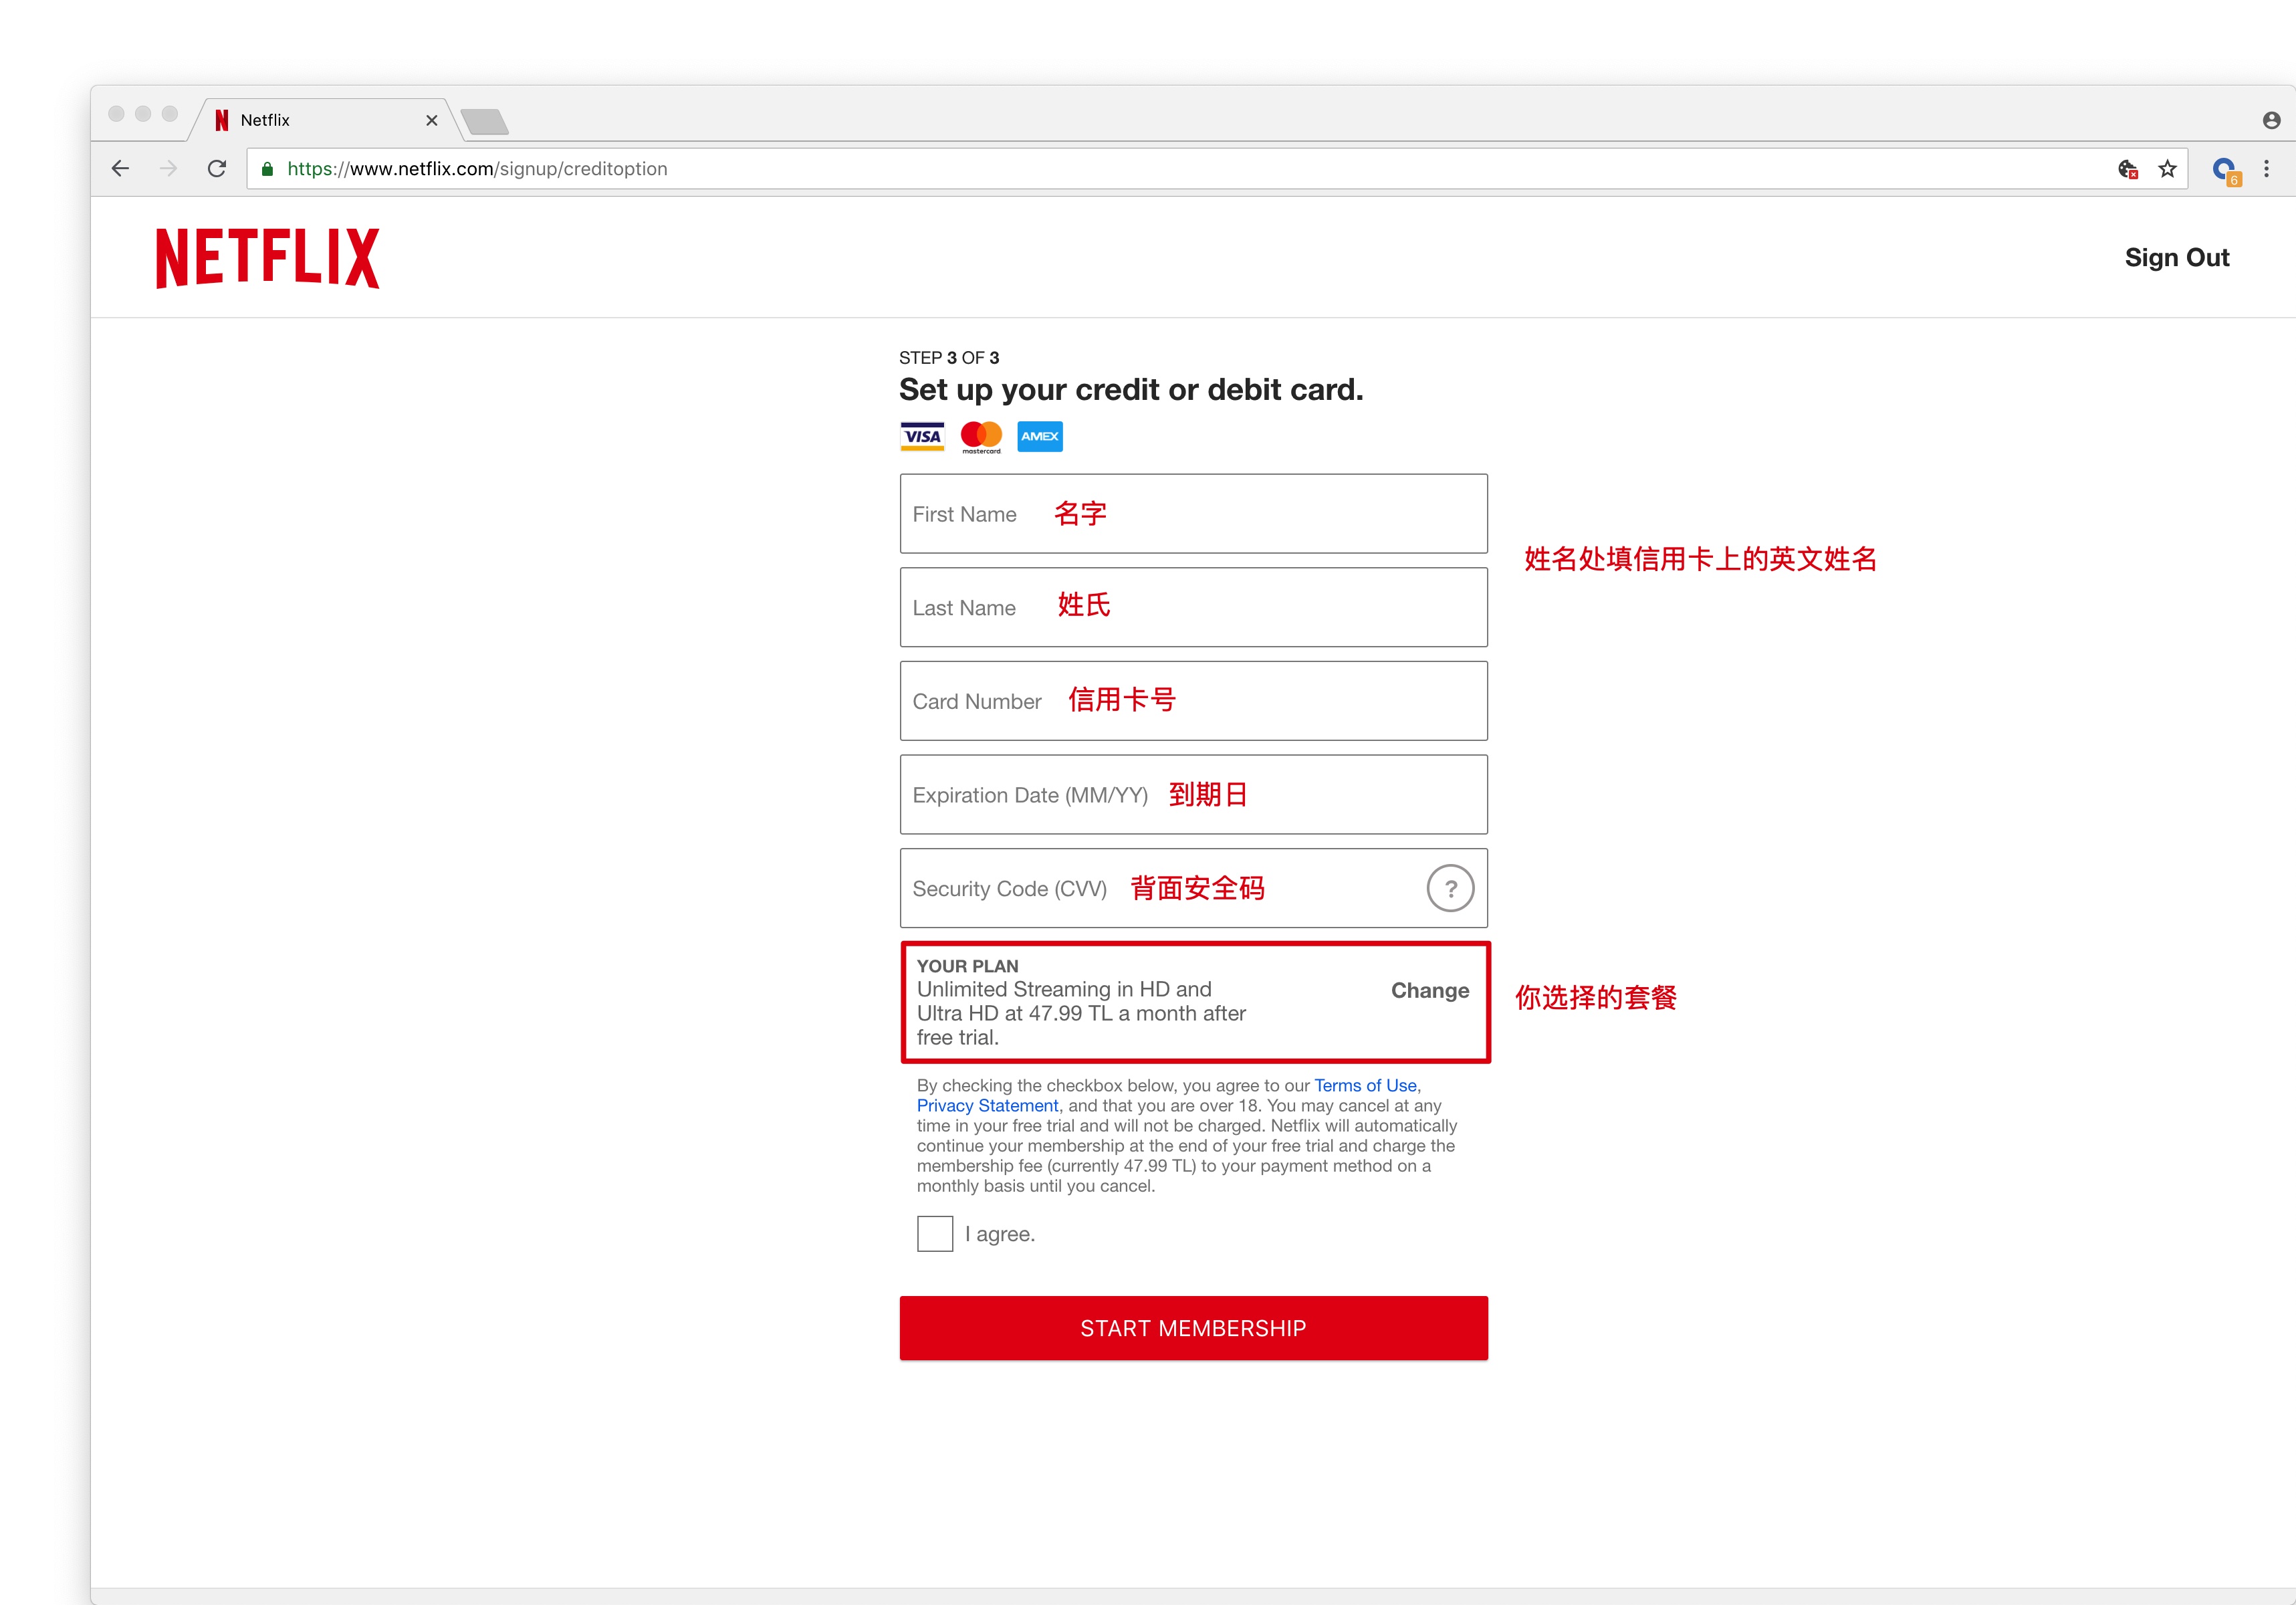 Netflix
https://www.netflix.com/signup/creditoption
6
NETFLIX
Sign Out
STEP 3 OF 3
Set up your credit or debit card.
VISA mastercard AMEX
First Name 名字
姓名处填信用卡上的英文姓名
Last Name 姓氏
Card Number 信用卡号
Expiration Date (MM/YY) 到期日
Security Code (CVV) 背面安全码 ?
YOUR PLAN
Unlimited Streaming in HD and
Change
你选择的套餐
Ultra HD at 47.99 TL a month after
free trial.
By checking the checkbox below, you agree to our Terms of Use,
Privacy Statement, and that you are over 18. You may cancel at any
time in your free trial and will not be charged. Netflix will automatically
continue your membership at the end of your free trial and charge the
membership fee (currently 47.99 TL) to your payment method on a
monthly basis until you cancel.
I agree.
START MEMBERSHIP